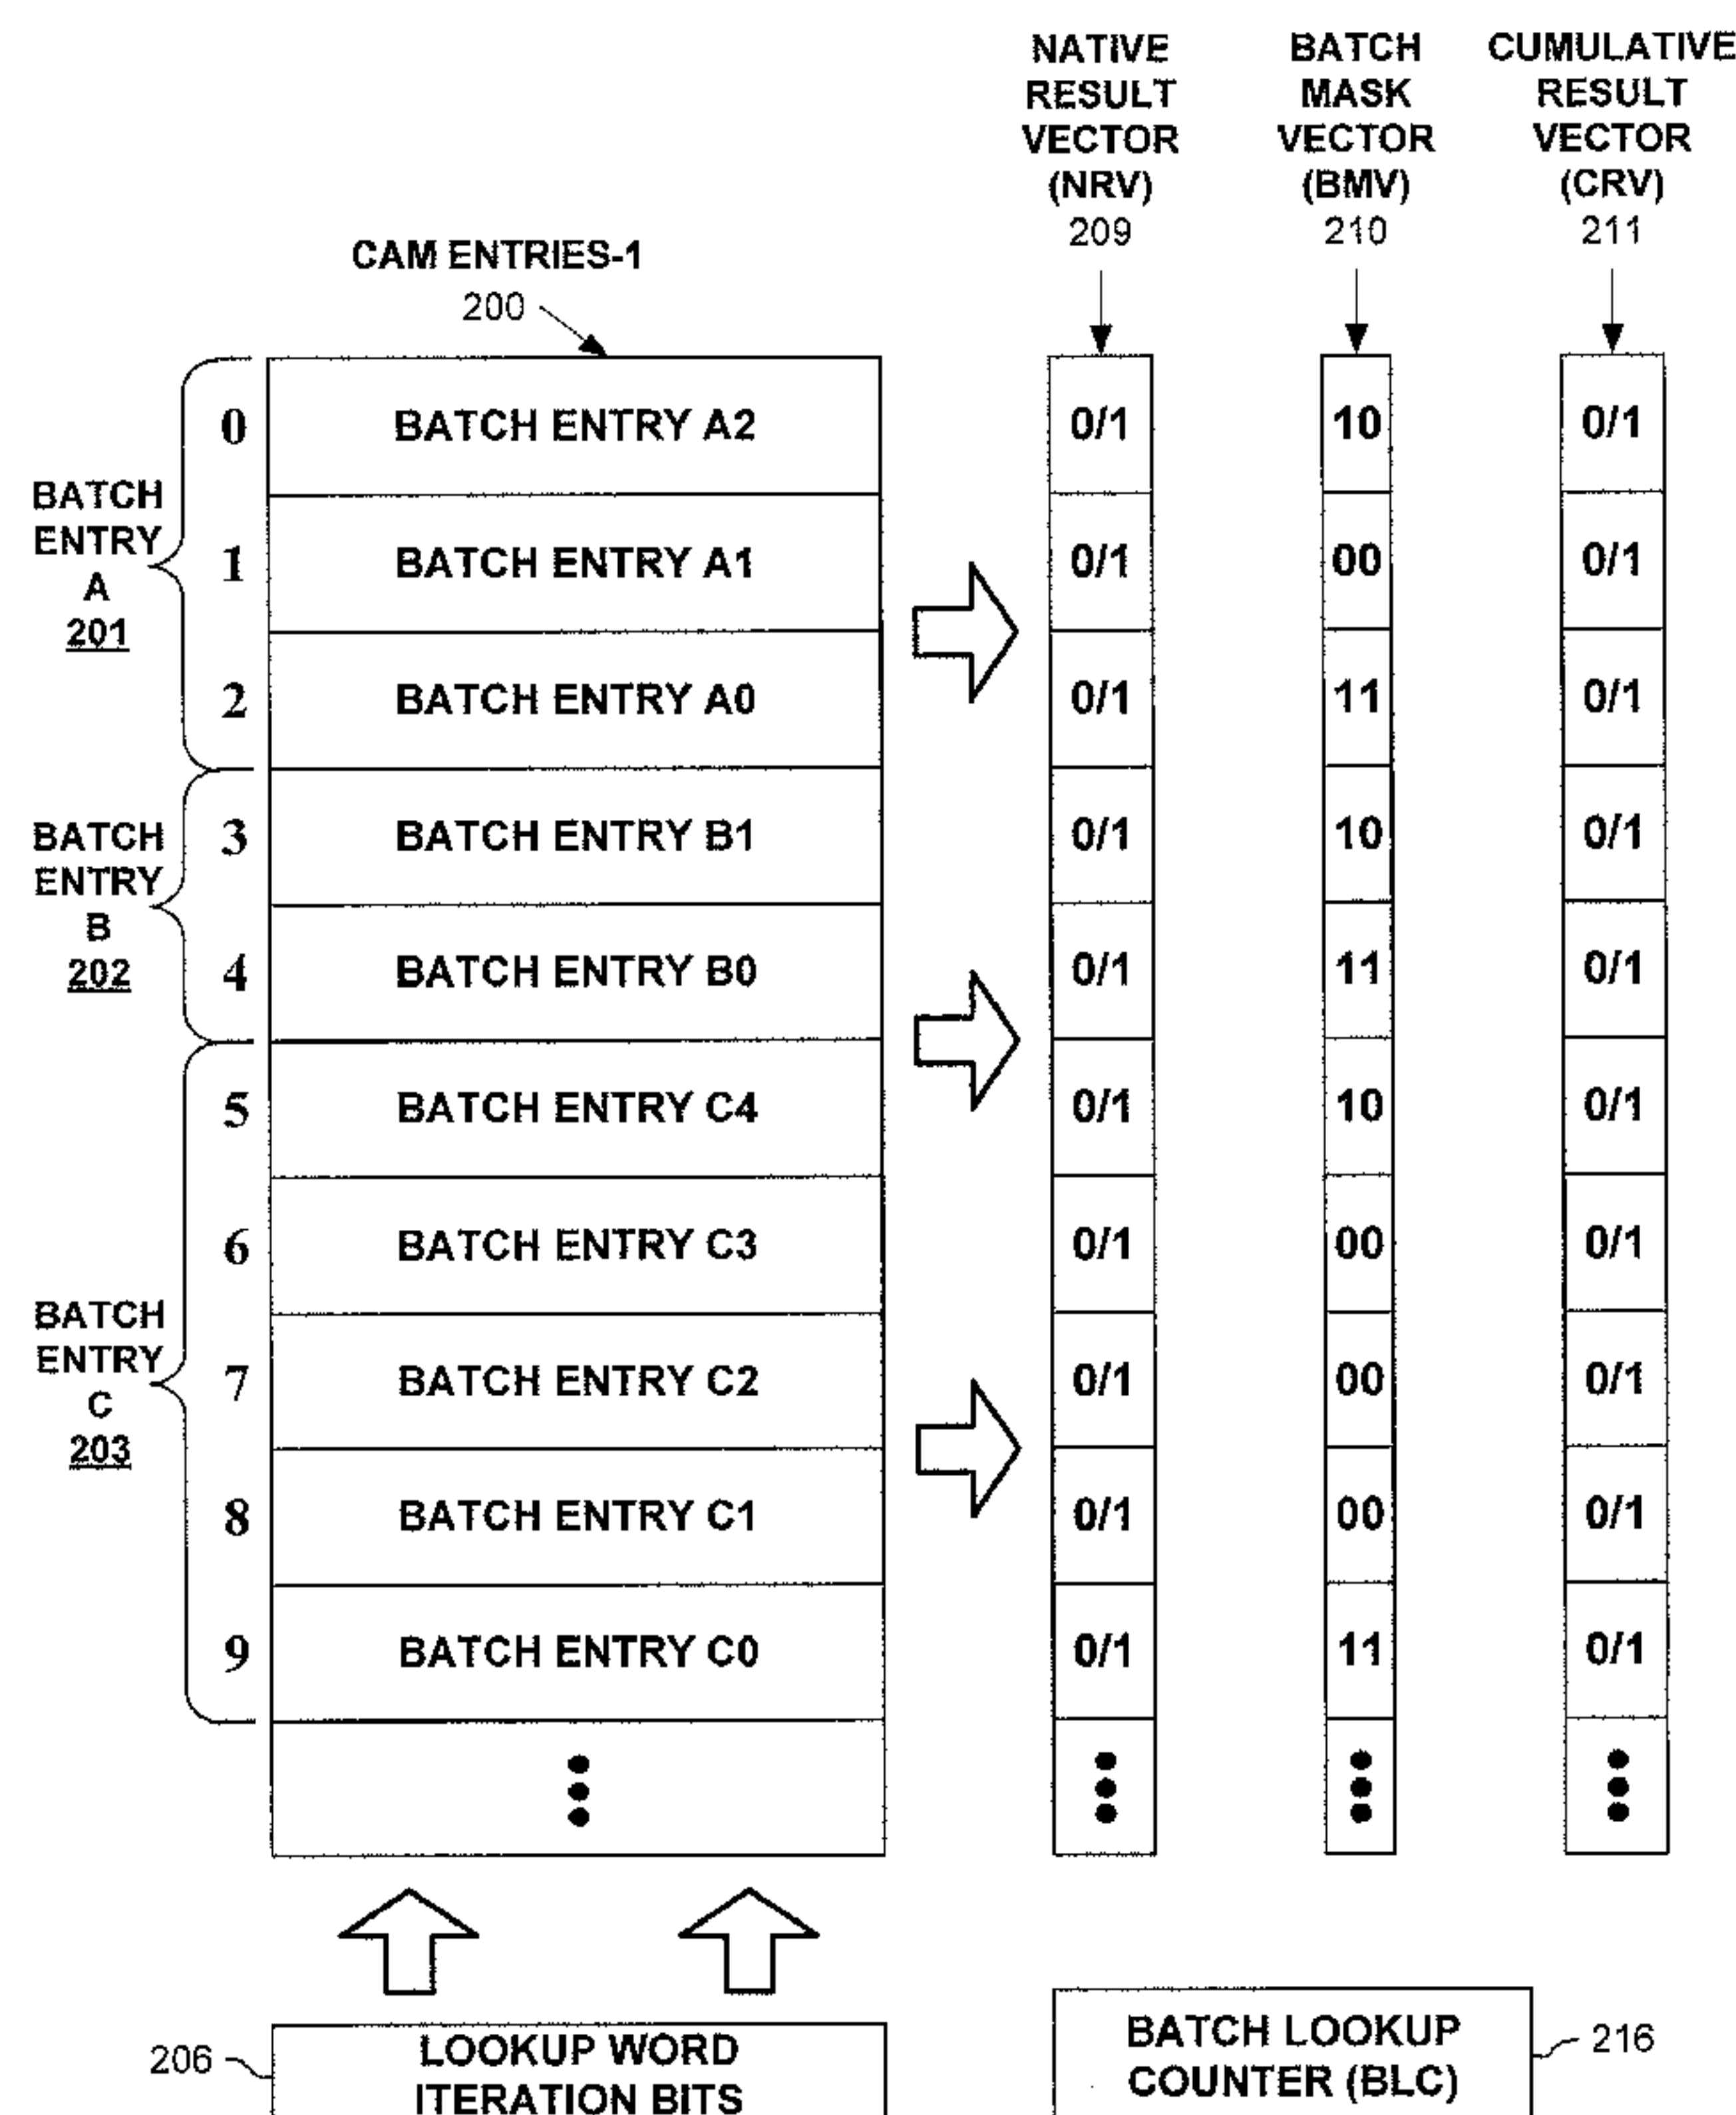 NATIVE
RESULT
VECTOR
(NRV)
209
BATCH
MASK
VECTOR
(BMV)
210
CUMULATIVE
RESULT
VECTOR
(CRV)
211
CAM ENTRIES-1
200
BATCH
ENTRY
A
201
BATCH
ENTRY
B
202
BATCH
ENTRY
C
203
0 BATCH ENTRY A2 0/1 10 0/1
1 BATCH ENTRY A1 0/1 00 0/1
2 BATCH ENTRY A0 0/1 11 0/1
3 BATCH ENTRY B1 0/1 10 0/1
4 BATCH ENTRY B0 0/1 11 0/1
5 BATCH ENTRY C4 0/1 10 0/1
6 BATCH ENTRY C3 0/1 00 0/1
7 BATCH ENTRY C2 0/1 00 0/1
8 BATCH ENTRY C1 0/1 00 0/1
9 BATCH ENTRY C0 0/1 11 0/1
206
LOOKUP WORD
ITERATION BITS
BATCH LOOKUP
COUNTER (BLC)
216